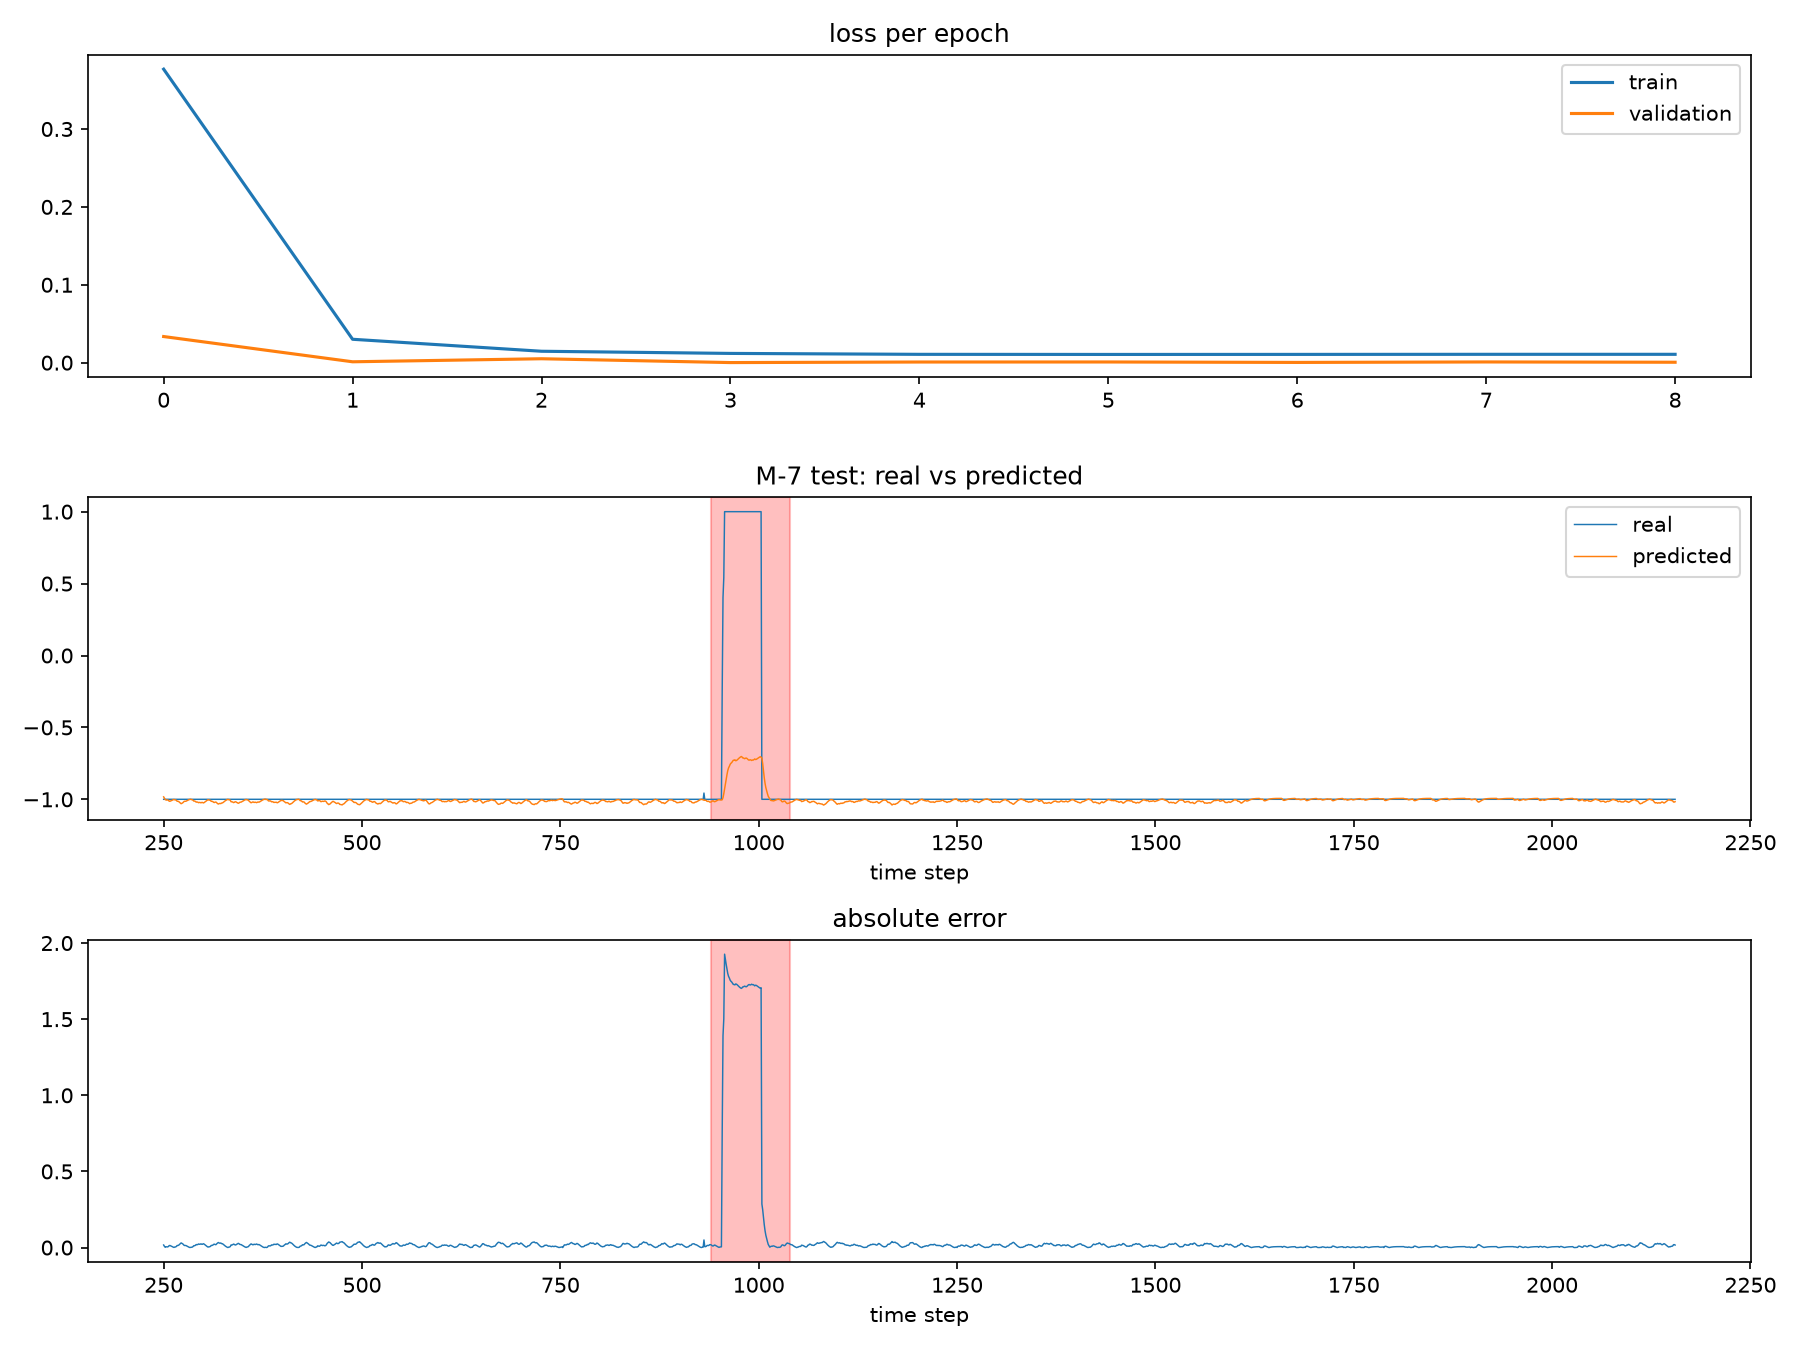 loss per epoch
train
validation
0.3
0.2
0.1
0.0
0 1 2 3 4 5 6 7 8
M-7 test: real vs predicted
real
predicted
1.0
0.5
0.0
−0.5
−1.0
250 500 750 1000 1250 1500 1750 2000 2250
time step
absolute error
2.0
1.5
1.0
0.5
0.0
250 500 750 1000 1250 1500 1750 2000 2250
time step